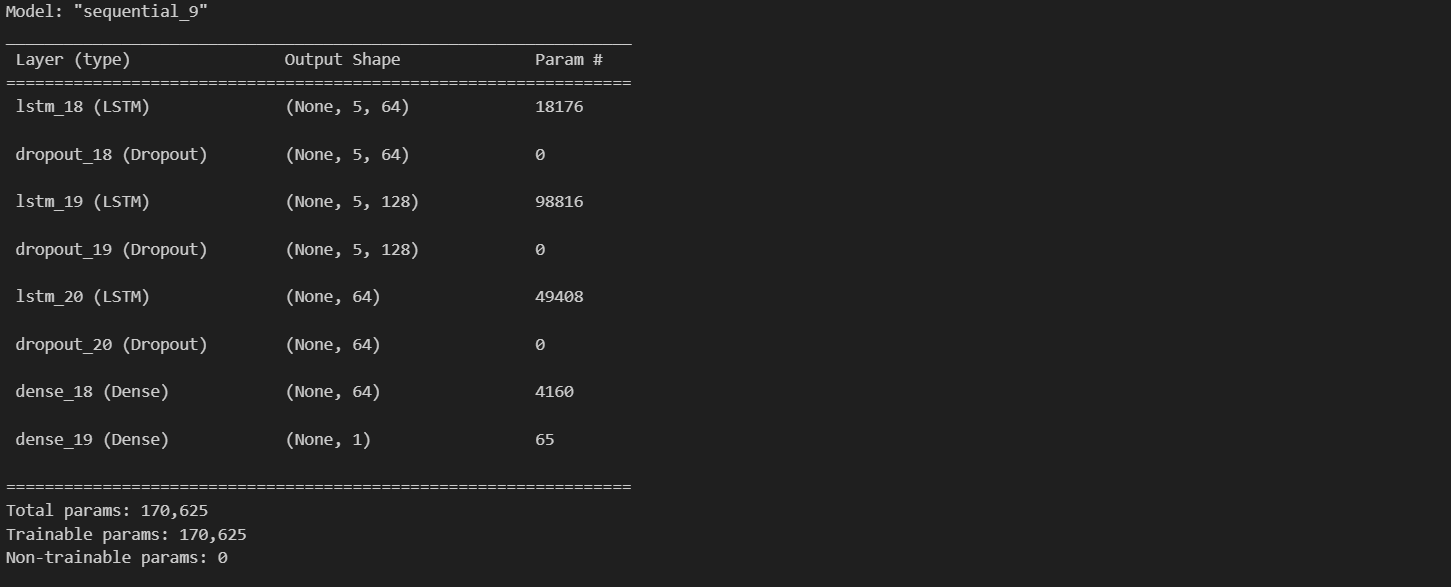 Model: "sequential_9"
_________________________________________________________________
Layer (type) Output Shape Param #
=================================================================
lstm_18 (LSTM) (None, 5, 64) 18176
dropout_18 (Dropout) (None, 5, 64) 0
lstm_19 (LSTM) (None, 5, 128) 98816
dropout_19 (Dropout) (None, 5, 128) 0
lstm_20 (LSTM) (None, 64) 49408
dropout_20 (Dropout) (None, 64) 0
dense_18 (Dense) (None, 64) 4160
dense_19 (Dense) (None, 1) 65
=================================================================
Total params: 170,625
Trainable params: 170,625
Non-trainable params: 0